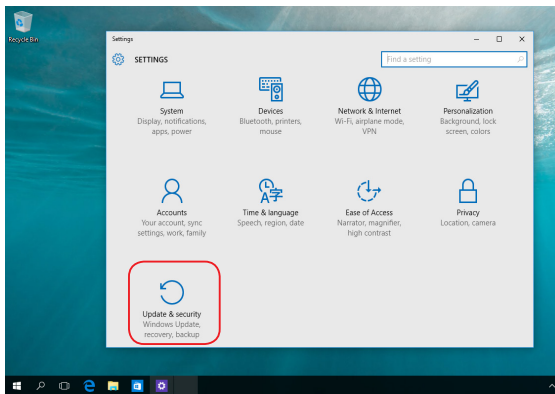 Recycle Bin
Settings
SETTINGS
Find a setting
System
Display, notifications,
apps, power
Devices
Bluetooth, printers,
mouse
Network & Internet
Wi-Fi, airplane mode,
VPN
Personalization
Background, lock
screen, colors
Accounts
Your account, sync
settings, work, family
Time & language
Speech, region, date
Ease of Access
Narrator, magnifier,
high contrast
Privacy
Location, camera
Update & security
Windows Update,
recovery, backup